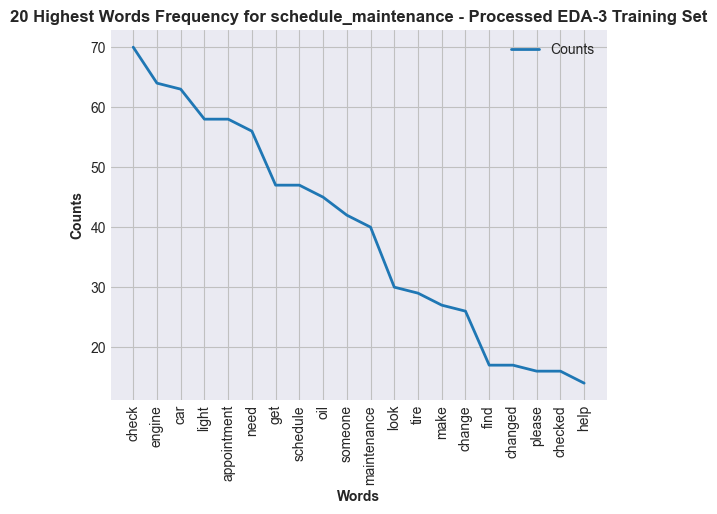 20 Highest Words Frequency for schedule_maintenance - Processed EDA-3 Training Set
Counts
70
60
50
40
30
20
Counts
check
engine
car
light
appointment
need
get
schedule
oil
someone
maintenance
look
tire
make
change
find
changed
please
checked
help
Words